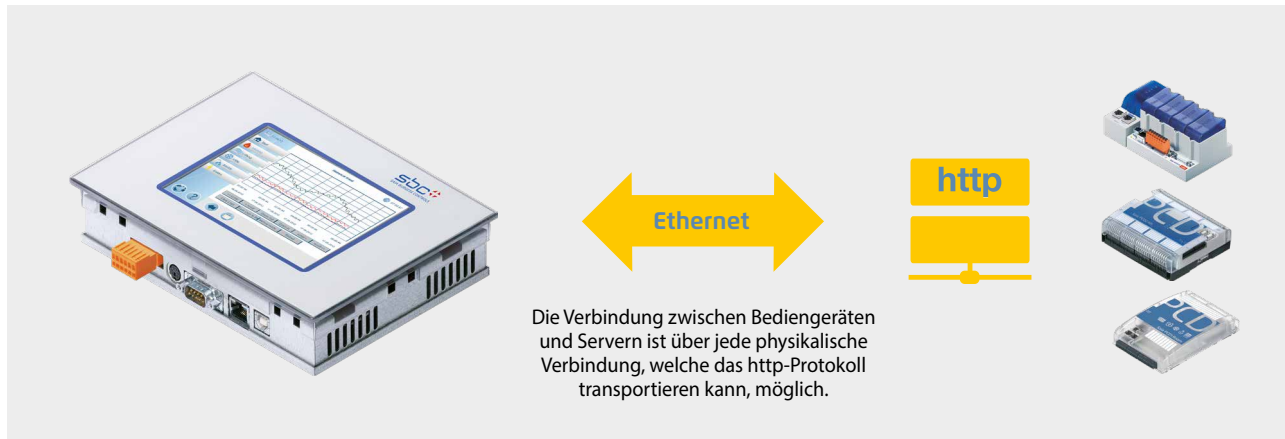 sbc
Ethernet
Die Verbindung zwischen Bediengeräten
und Servern ist über jede physikalische
Verbindung, welche das http-Protokoll
transportieren kann, möglich.
http
PCD
PCD